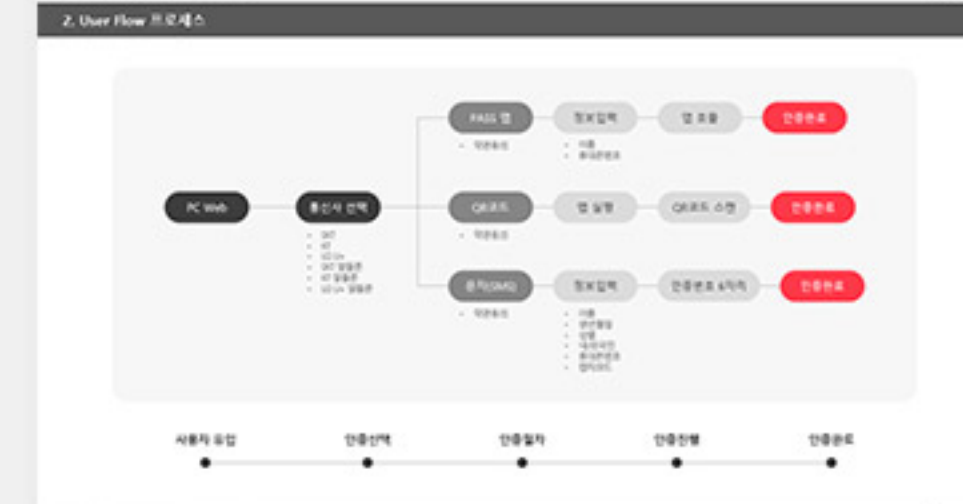 2. User Flow 프로세스
PASS 앱
정보입력
앱 호출
인증완료
• 약관동의
• 이름
• 휴대폰번호
PC Web
통신사 선택
QR코드
앱 실행
QR코드 스캔
인증완료
• SKT
• KT
• LG U+
• SKT 알뜰폰
• KT 알뜰폰
• LG U+ 알뜰폰
• 약관동의
문자(SMS)
정보입력
인증번호 6자리
인증완료
• 약관동의
• 이름
• 생년월일
• 성별
• 내/외국인
• 휴대폰번호
사용자 유입
인증선택
인증절차
인증진행
인증완료